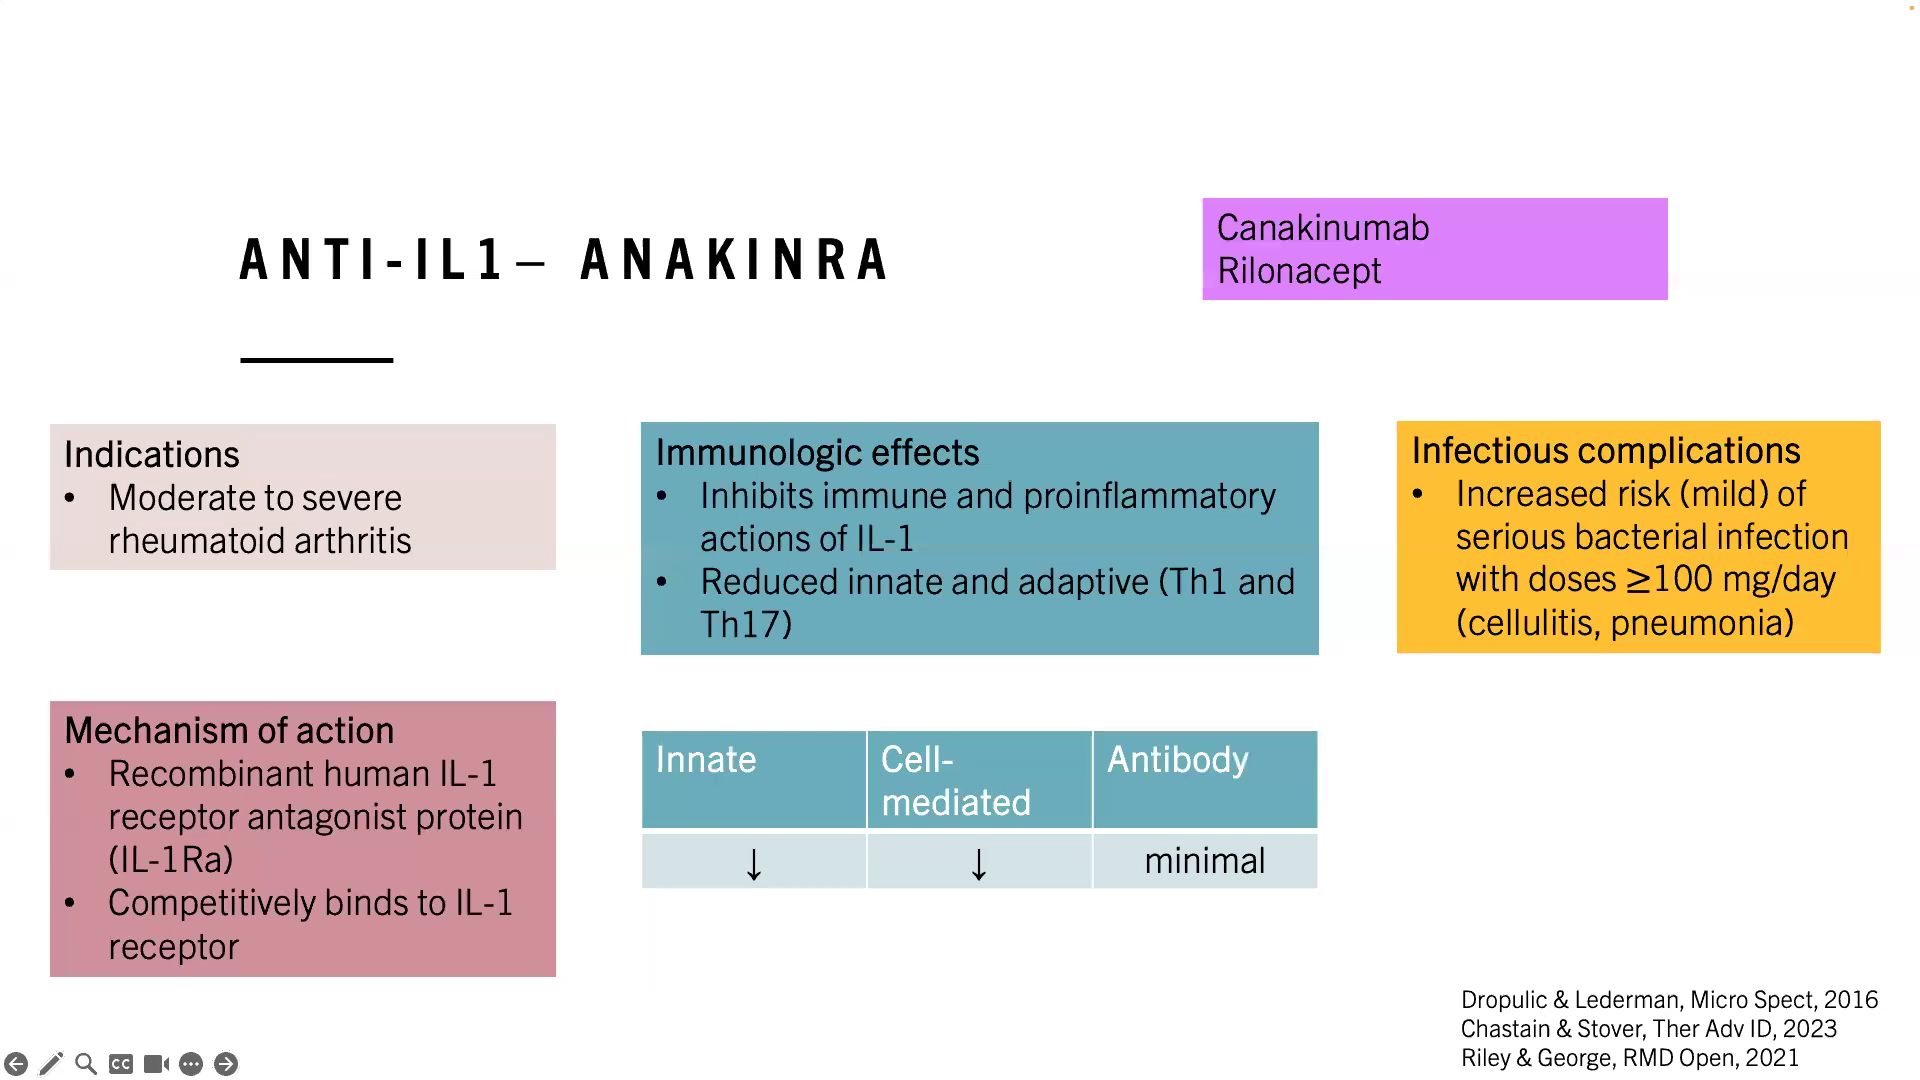 ANTI-IL1– ANAKINRA
Canakinumab
Rilonacept
Indications
• Moderate to severe
rheumatoid arthritis
Mechanism of action
• Recombinant human IL-1
receptor antagonist protein
(IL-1Ra)
• Competitively binds to IL-1
receptor
Immunologic effects
• Inhibits immune and proinflammatory
actions of IL-1
• Reduced innate and adaptive (Th1 and
Th17)
Innate
Cell-
mediated
Antibody
↓
↓
minimal
Infectious complications
• Increased risk (mild) of
serious bacterial infection
with doses ≥100 mg/day
(cellulitis, pneumonia)
Dropulic & Lederman, Micro Spect, 2016
Chastain & Stover, Ther Adv ID, 2023
Riley & George, RMD Open, 2021
CC